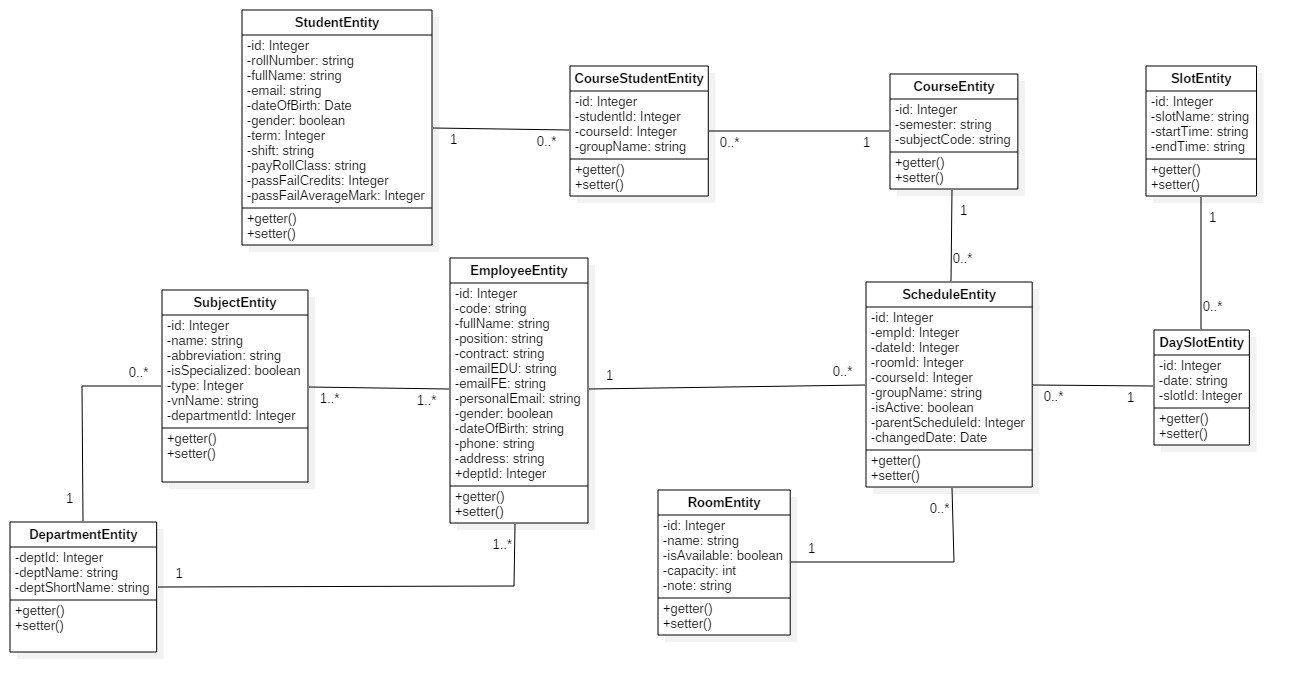 StudentEntity
-id: Integer
-rollNumber: string
-fullName: string
-email: string
-dateOfBirth: Date
-gender: boolean
-term: Integer
-shift: string
-payRollClass: string
-passFailCredits: Integer
-passFailAverageMark: Integer
+getter()
+setter()
1
0..*
CourseStudentEntity
-id: Integer
-studentId: Integer
-courseId: Integer
-groupName: string
+getter()
+setter()
0..*
1
CourseEntity
-id: Integer
-semester: string
-subjectCode: string
+getter()
+setter()
1
0..*
SlotEntity
-id: Integer
-slotName: string
-startTime: string
-endTime: string
+getter()
+setter()
1
0..*
SubjectEntity
-id: Integer
-name: string
-abbreviation: string
-isSpecialized: boolean
-type: Integer
-vnName: string
-departmentId: Integer
+getter()
+setter()
0..*
1
1..*
1..*
EmployeeEntity
-id: Integer
-code: string
-fullName: string
-position: string
-contract: string
-emailEDU: string
-emailFE: string
-personalEmail: string
-gender: boolean
-dateOfBirth: string
-phone: string
-address: string
+deptId: Integer
+getter()
+setter()
1
0..*
1..*
ScheduleEntity
-id: Integer
-empId: Integer
-dateId: Integer
-roomId: Integer
-courseId: Integer
-groupName: string
-isActive: boolean
-parentScheduleId: Integer
-changedDate: Date
+getter()
+setter()
0..*
1
0..*
DaySlotEntity
-id: Integer
-date: string
-slotId: Integer
+getter()
+setter()
DepartmentEntity
-deptId: Integer
-deptName: string
-deptShortName: string
+getter()
+setter()
1
RoomEntity
-id: Integer
-name: string
-isAvailable: boolean
-capacity: int
-note: string
+getter()
+setter()
1